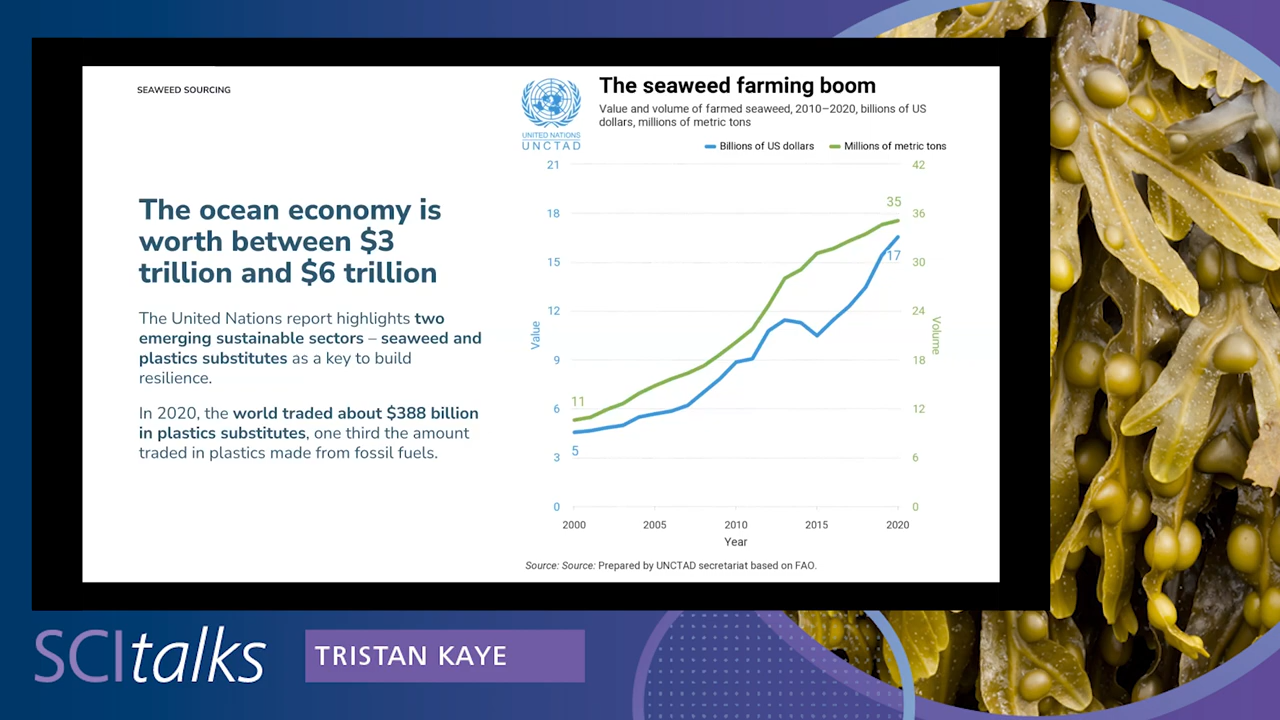 SEAWEED SOURCING
The ocean economy is
worth between $3
trillion and $6 trillion
The United Nations report highlights two
emerging sustainable sectors – seaweed and
plastics substitutes as a key to build
resilience.
In 2020, the world traded about $388 billion
in plastics substitutes, one third the amount
traded in plastics made from fossil fuels.
UNITED NATIONS
UNCTAD
The seaweed farming boom
Value and volume of farmed seaweed, 2010–2020, billions of US
dollars, millions of metric tons
Billions of US dollars
Millions of metric tons
21
18
15
12
9
6
3
0
Value
11
5
35
17
42
36
30
24
18
12
6
0
Volume
2000
2005
2010
2015
2020
Year
Source: Source: Prepared by UNCTAD secretariat based on FAO.
SCItalks
TRISTAN KAYE